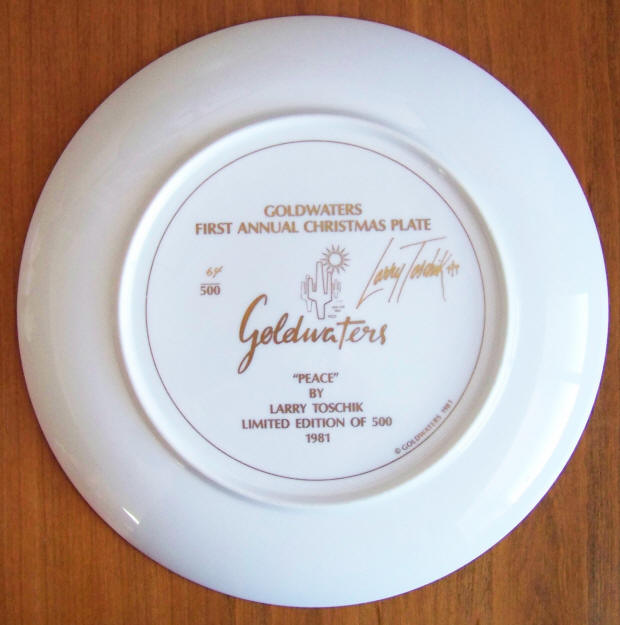 GOLDWATERS
FIRST ANNUAL CHRISTMAS PLATE
64
500
Larry Toschik
Goldwaters
"PEACE"
BY
LARRY TOSCHIK
LIMITED EDITION OF 500
1981
© GOLDWATERS 1981